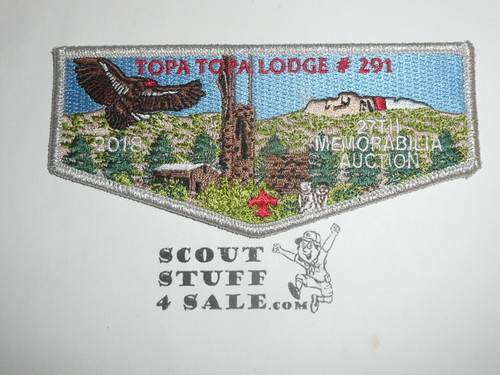 TOPA TOPA LODGE # 291
2018
27TH
MEMORABILIA
AUCTION
SCOUT
STUFF
4 SALE.COM